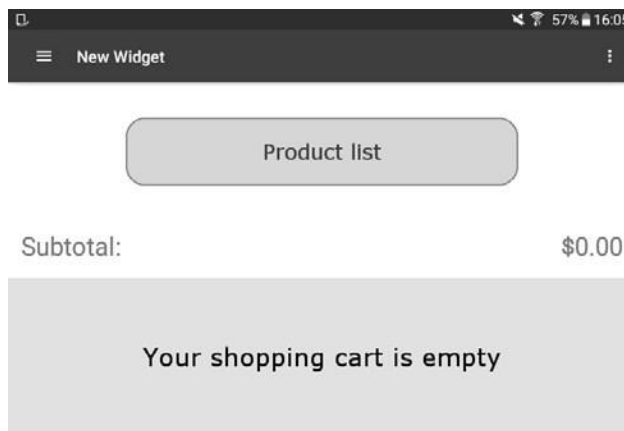 57% 16:05
New Widget
Product list
Subtotal: $0.00
Your shopping cart is empty